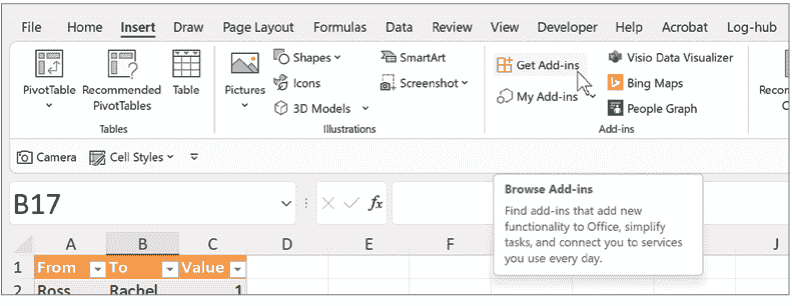 File Home Insert Page Layout Formulas Data Review View Developer Help Acrobat Log-hub
PivotTable
Recommended
PivotTables
Table
Tables
Pictures
Shapes
Icons
3D Models
SmartArt
Screenshot
Illustrations
Get Add-ins
My Add-ins
Visio Data Visualizer
Bing Maps
People Graph
Add-ins
Camera Cell Styles
B17 fx
Browse Add-ins
Find add-ins that add new
functionality to Office, simplify
tasks, and connect you to services
you use every day.
A B C D E F J
1 From To Value
2 Ross Rachel 1